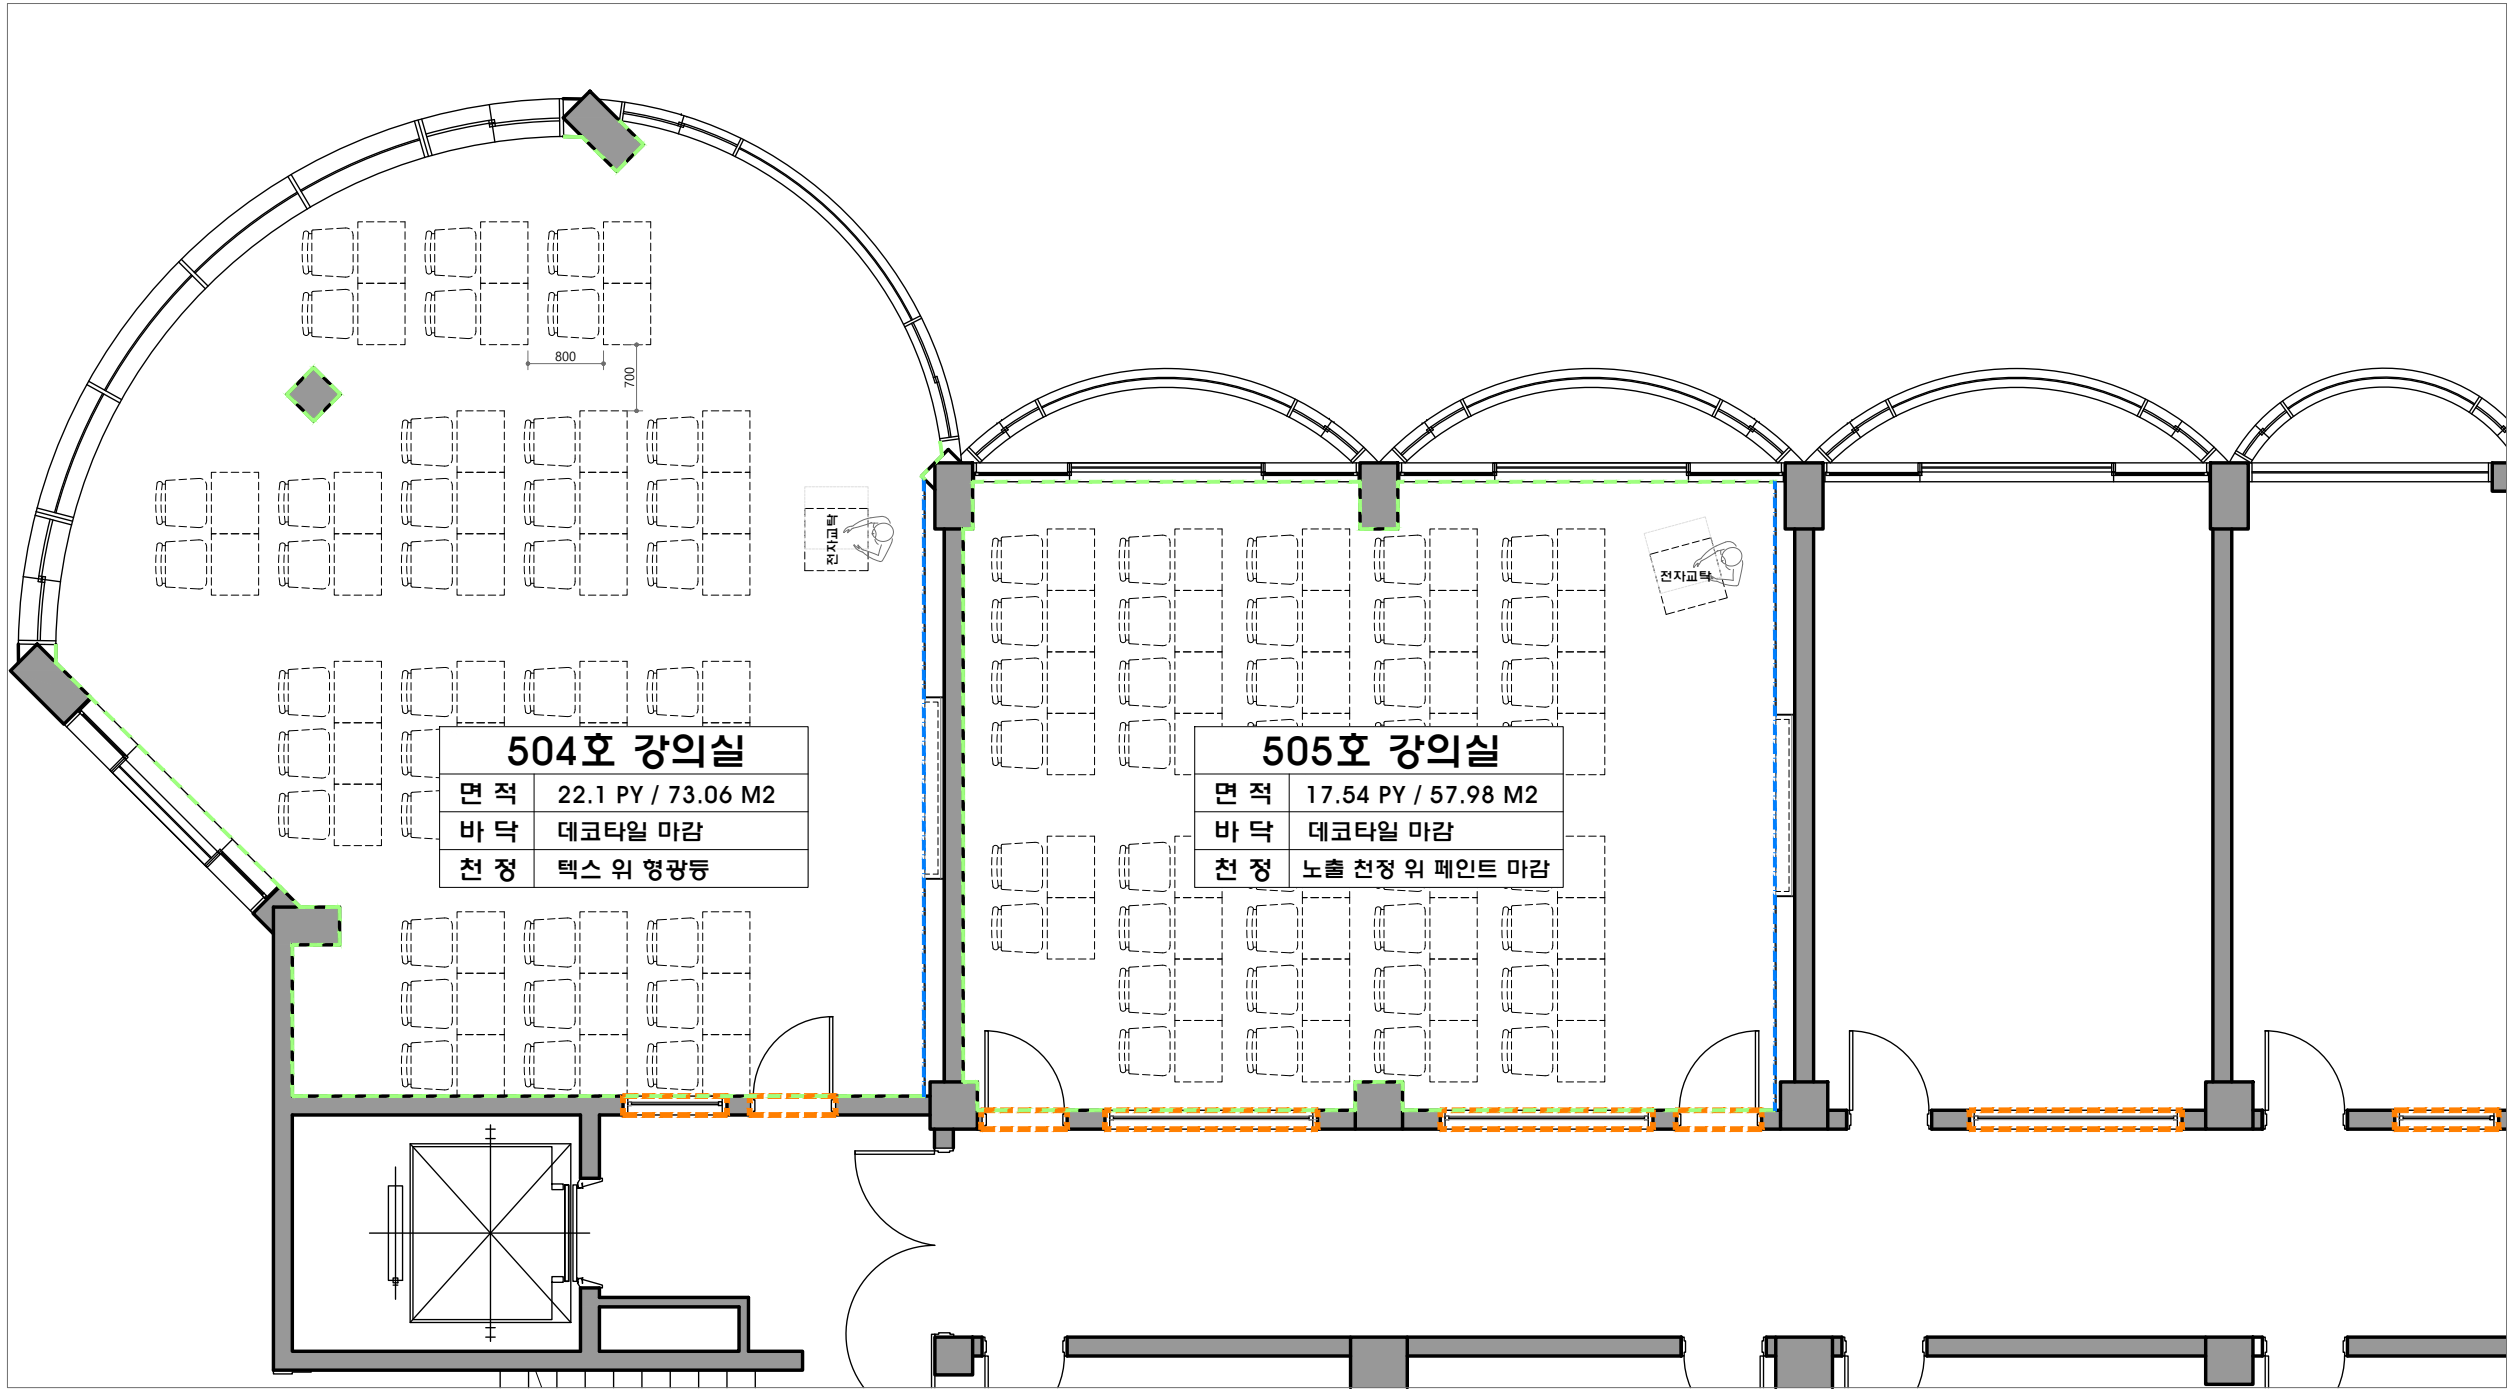 800
700
전자교탁
전자교탁
504호 강의실
면 적 22.1 PY / 73.06 M2
바 닥 데코타일 마감
천 정 텍스 위 형광등
505호 강의실
면 적 17.54 PY / 57.98 M2
바 닥 데코타일 마감
천 정 노출 천정 위 페인트 마감